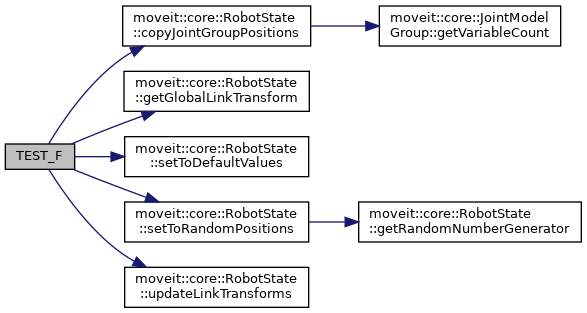 moveit::core::RobotState
::copyJointGroupPositions
moveit::core::JointModel
Group::getVariableCount
moveit::core::RobotState
::getGlobalLinkTransform
TEST_F
moveit::core::RobotState
::setToDefaultValues
moveit::core::RobotState
::setToRandomPositions
moveit::core::RobotState
::getRandomNumberGenerator
moveit::core::RobotState
::updateLinkTransforms